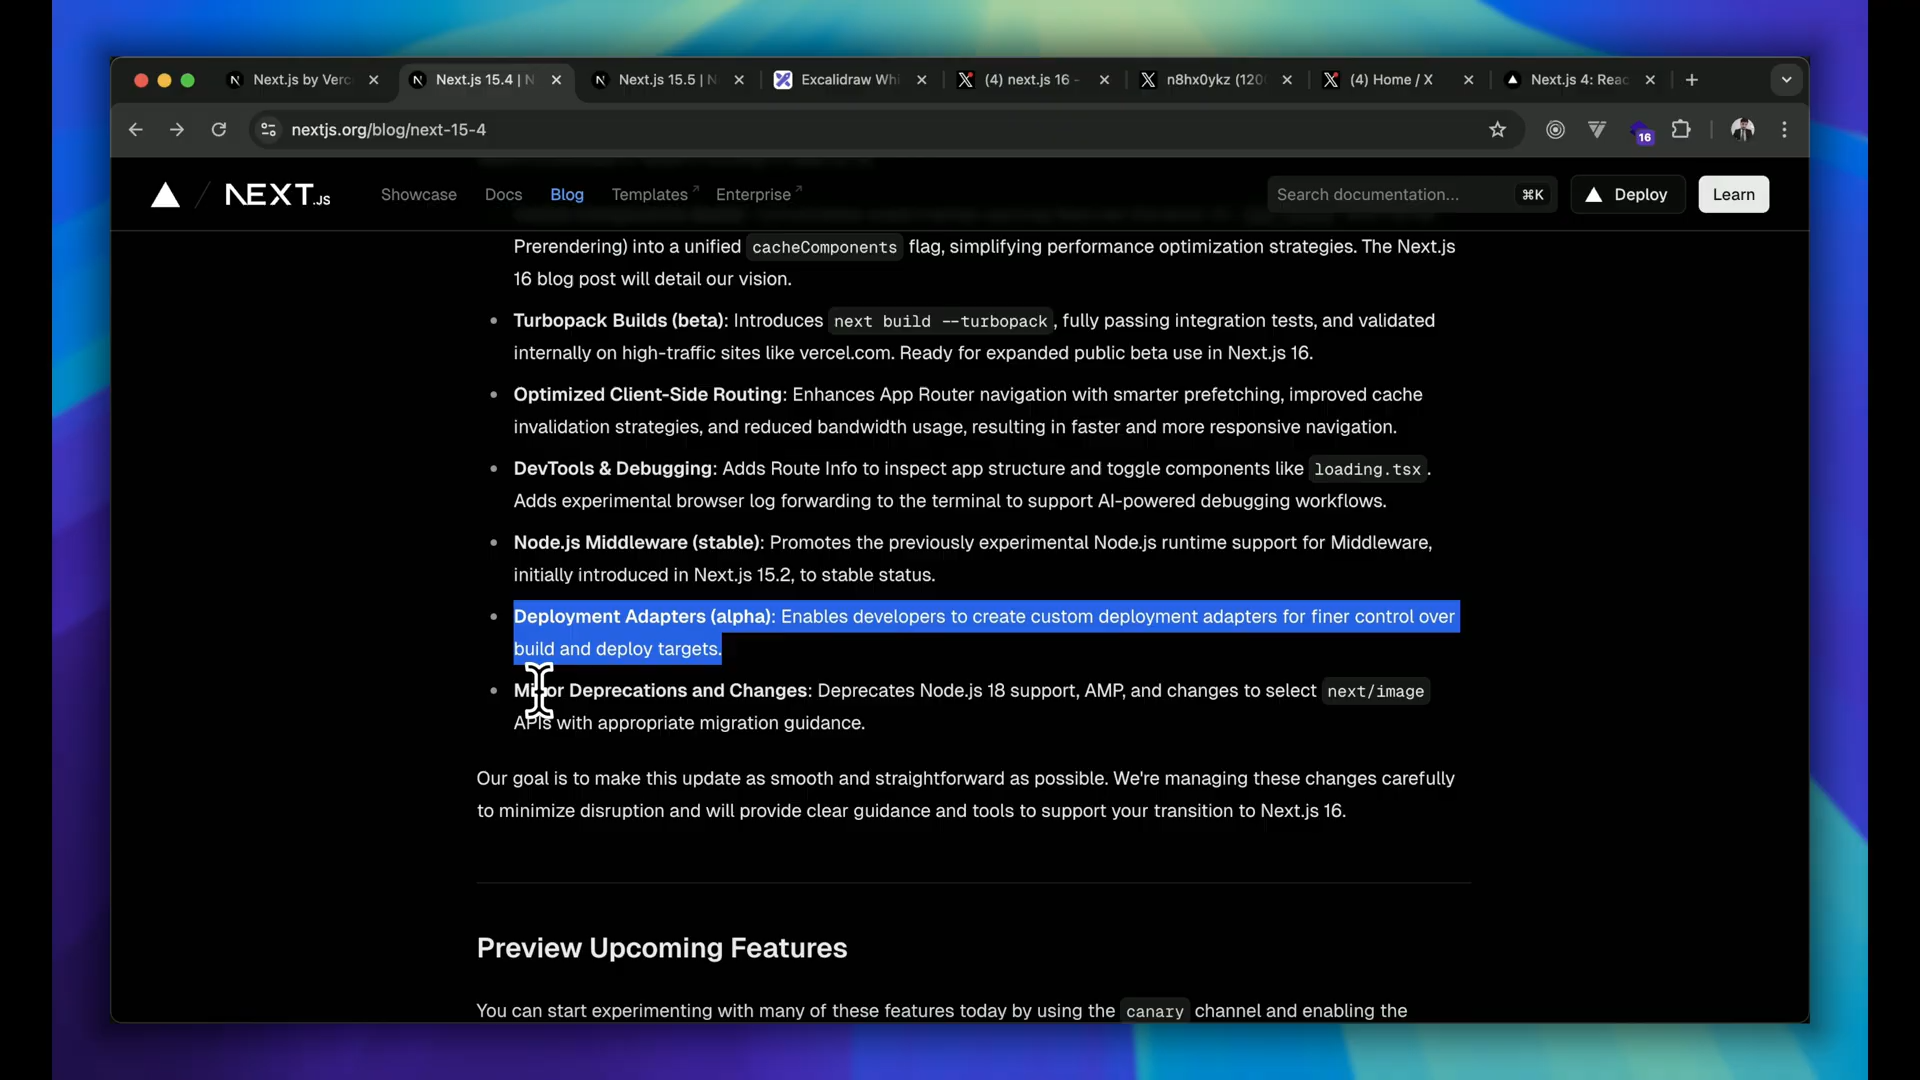 Next.js by Verc
Next.js 15.4 | N
Next.js 15.5 | N
Excalidraw Whi
(4) next.js 16 -
n8hx0ykz (120
(4) Home / X
Next.js 4: Reac
nextjs.org/blog/next-15-4
16
NEXT.JS
Showcase
Docs
Blog
Templates
Enterprise
Search documentation...
⌘K
Deploy
Learn
Prerendering) into a unified cacheComponents flag, simplifying performance optimization strategies. The Next.js
16 blog post will detail our vision.
• Turbopack Builds (beta): Introduces next build --turbopack, fully passing integration tests, and validated
internally on high-traffic sites like vercel.com. Ready for expanded public beta use in Next.js 16.
• Optimized Client-Side Routing: Enhances App Router navigation with smarter prefetching, improved cache
invalidation strategies, and reduced bandwidth usage, resulting in faster and more responsive navigation.
• DevTools & Debugging: Adds Route Info to inspect app structure and toggle components like loading.tsx.
Adds experimental browser log forwarding to the terminal to support AI-powered debugging workflows.
• Node.js Middleware (stable): Promotes the previously experimental Node.js runtime support for Middleware,
initially introduced in Next.js 15.2, to stable status.
• Deployment Adapters (alpha): Enables developers to create custom deployment adapters for finer control over
build and deploy targets.
• Minor Deprecations and Changes: Deprecates Node.js 18 support, AMP, and changes to select next/image
APIs with appropriate migration guidance.
Our goal is to make this update as smooth and straightforward as possible. We're managing these changes carefully
to minimize disruption and will provide clear guidance and tools to support your transition to Next.js 16.
Preview Upcoming Features
You can start experimenting with many of these features today by using the canary channel and enabling the